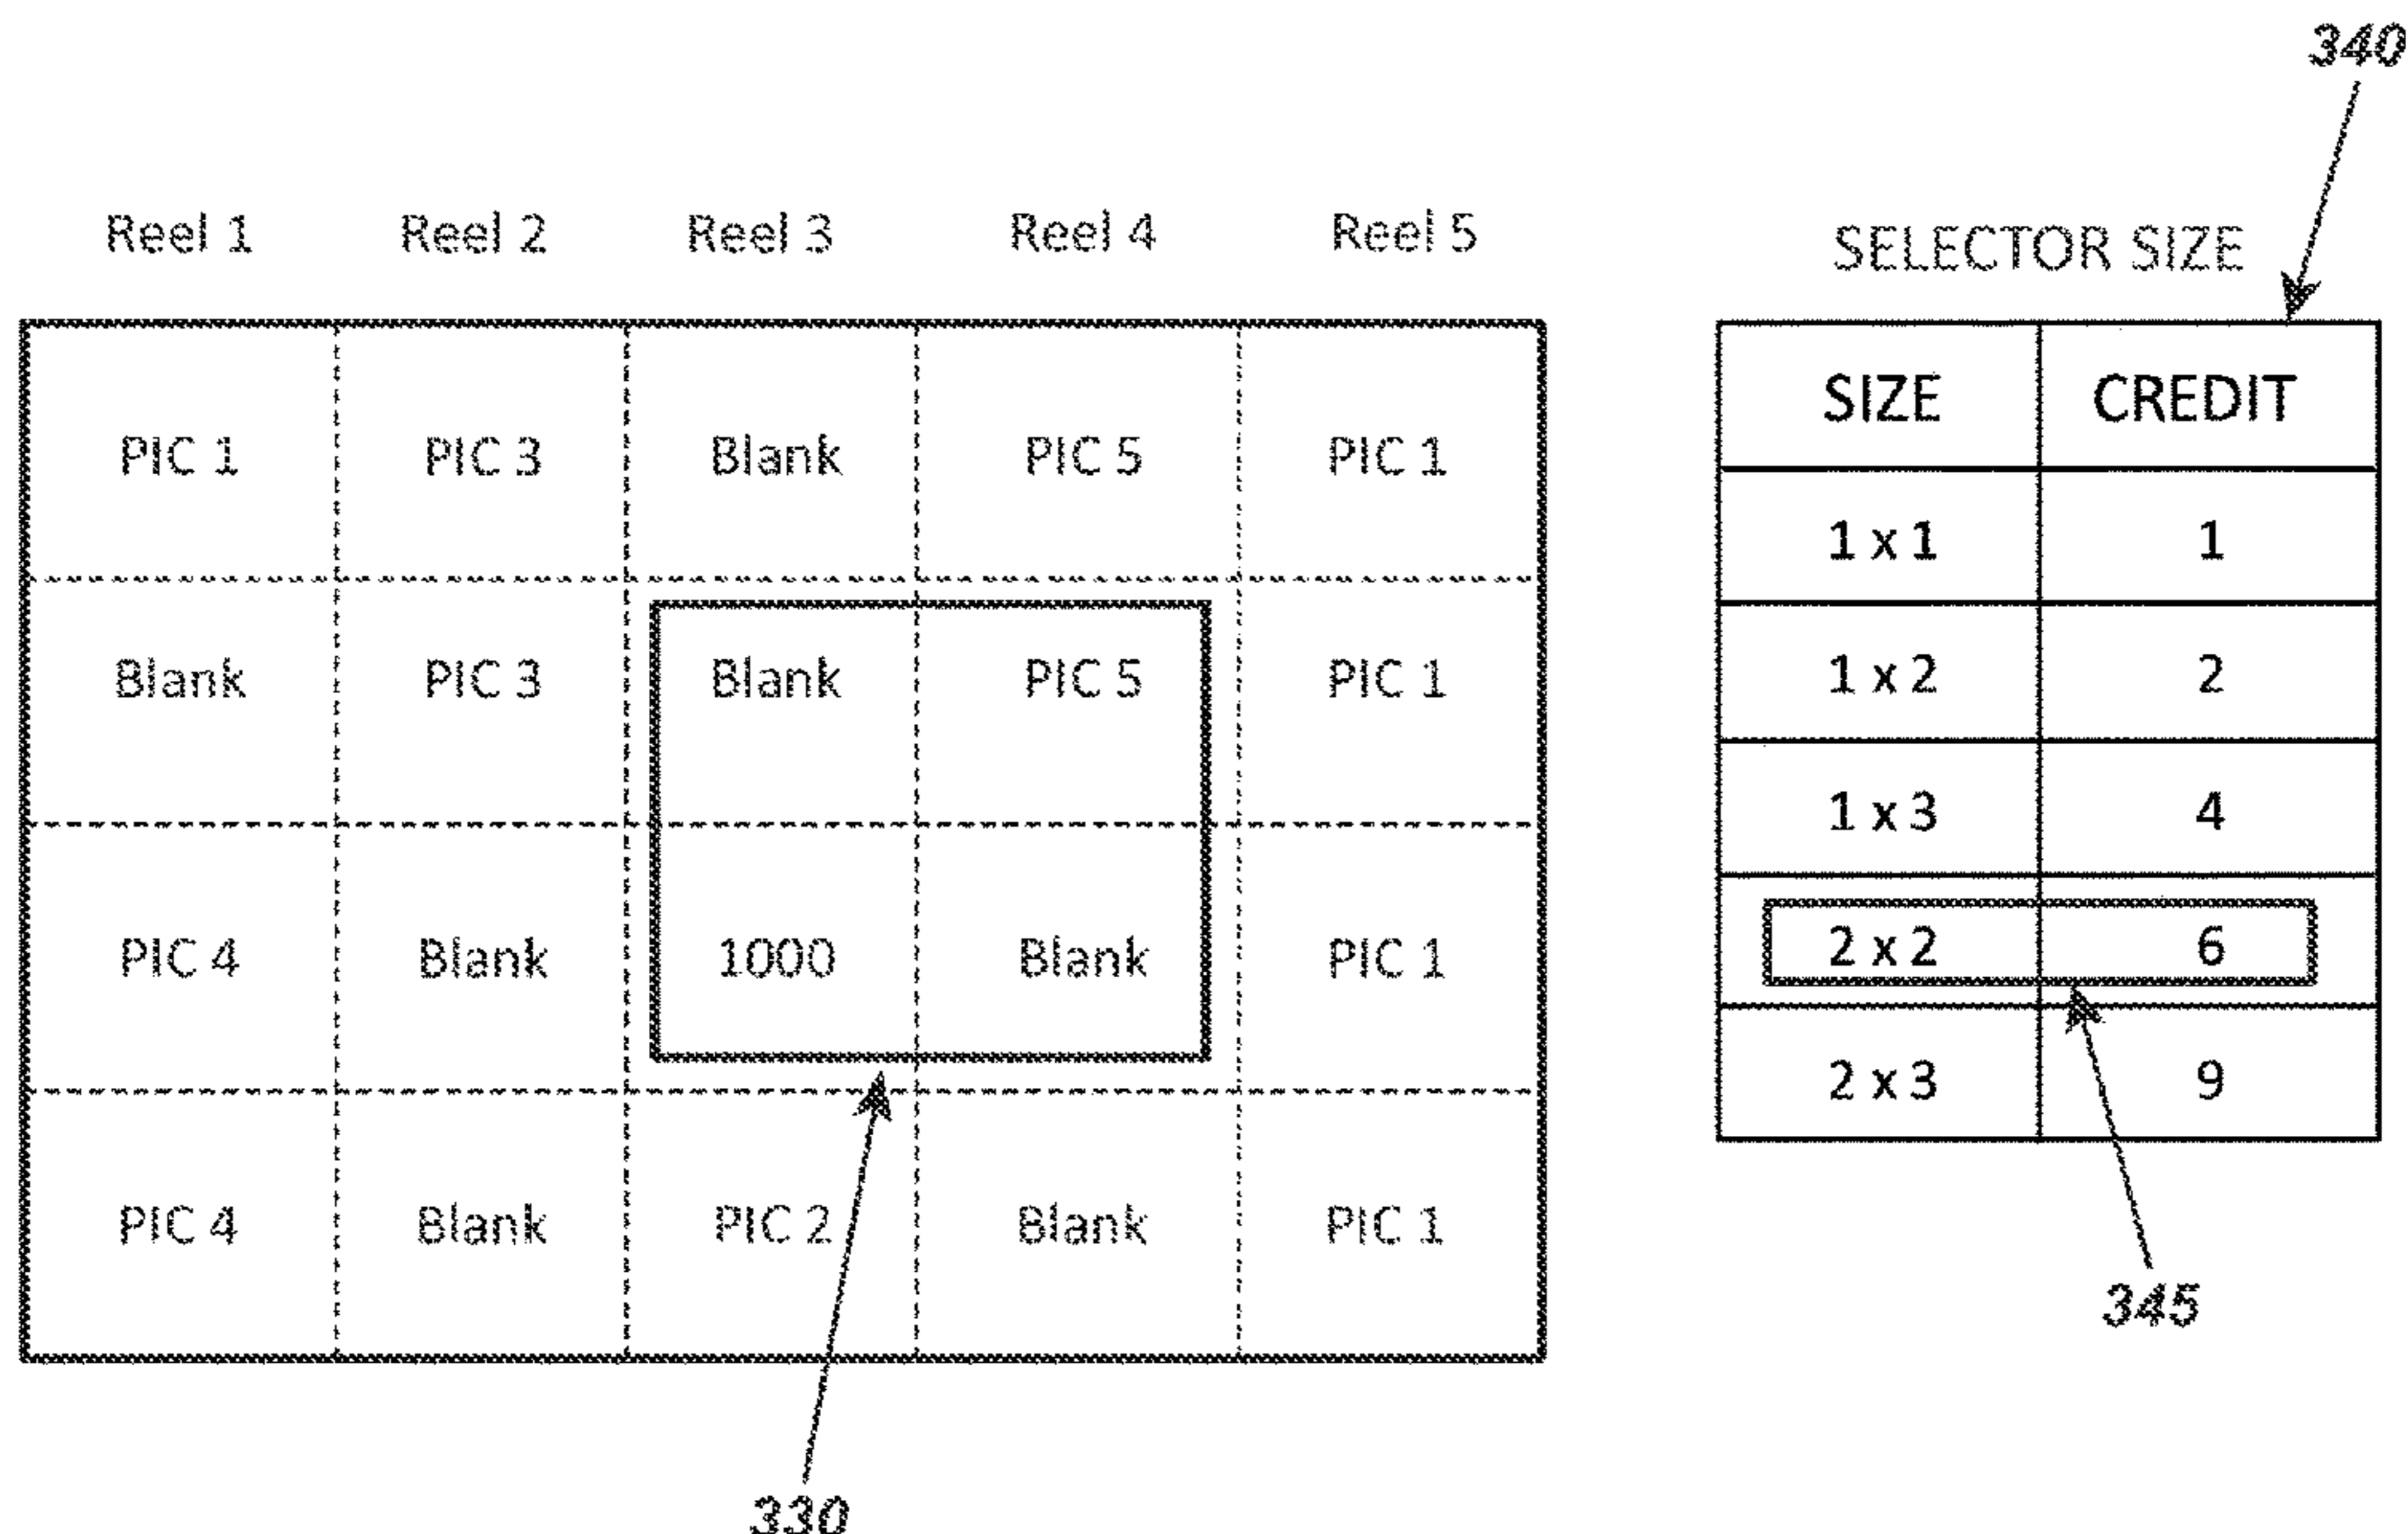 340
Reel 1 Reel 2 Reel 3 Reel 4 Reel 5
SELECTOR SIZE
SIZE CREDIT
PIC 1 PIC 3 Blank PIC 5 PIC 1
1 x 1 1
Blank PIC 3 Blank PIC 5 PIC 1
1 x 2 2
1 x 3 4
PIC 4 Blank 1000 Blank PIC 1
2 x 2 6
2 x 3 9
PIC 4 Blank PIC 2 Blank PIC 1
345
330